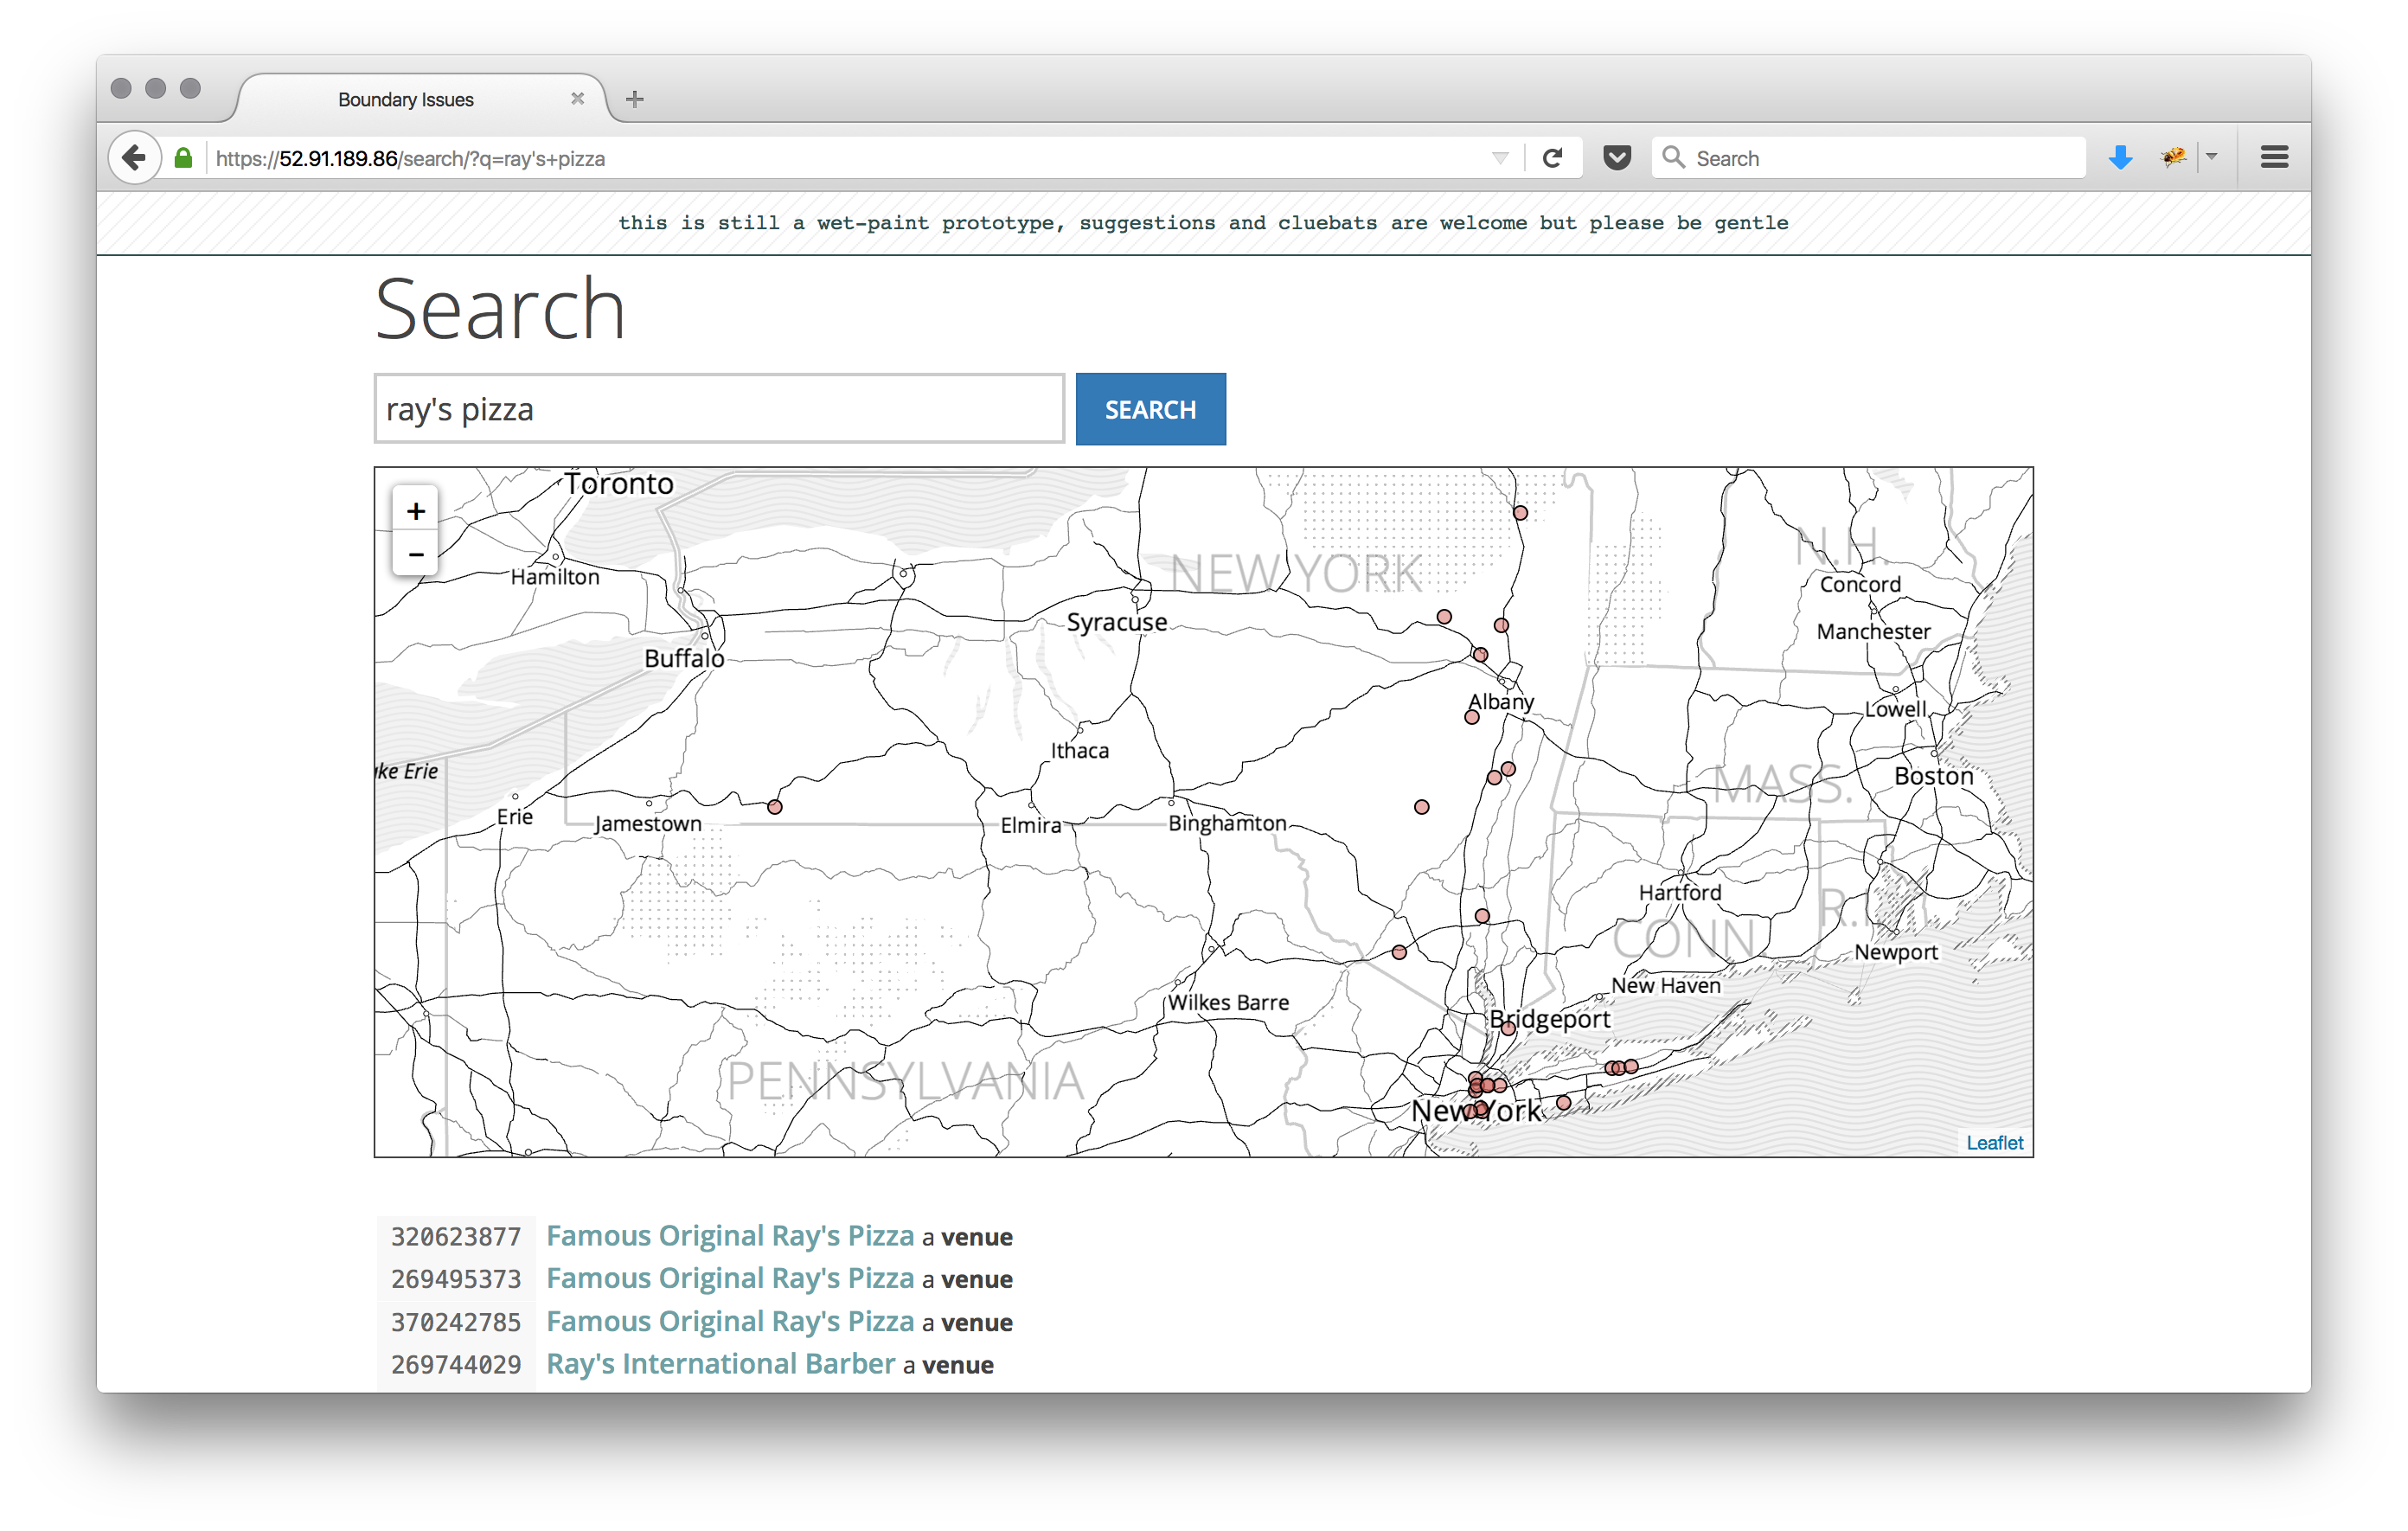 Boundary Issues
https://52.91.189.86/search/?q=ray's+pizza
Search
this is still a wet-paint prototype, suggestions and cluebats are welcome but please be gentle
Search
ray's pizza
SEARCH
+
−
Toronto
Hamilton
NEW YORK
N.H.
Concord
Syracuse
Manchester
Buffalo
Albany
Lowell
Ithaca
ke Erie
MASS.
Boston
Erie
Jamestown
Elmira
Binghamton
Hartford
R.I.
CONN.
Newport
New Haven
Wilkes Barre
Bridgeport
PENNSYLVANIA
New York
Leaflet
320623877 Famous Original Ray's Pizza a venue
269495373 Famous Original Ray's Pizza a venue
370242785 Famous Original Ray's Pizza a venue
269744029 Ray's International Barber a venue